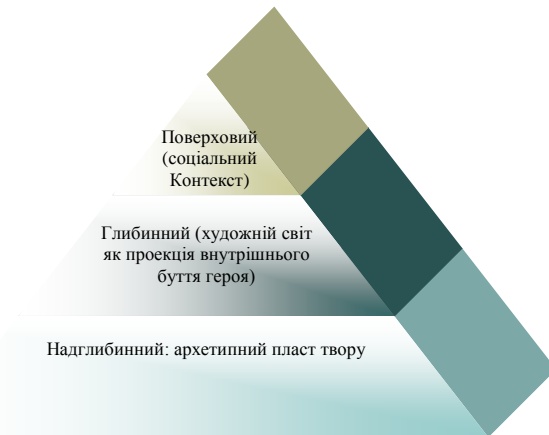 Поверховий
(соціальний
Контекст)
Глибинний (художній світ
як проекція внутрішнього
буття героя)
Надглибинний: архетипний пласт твору